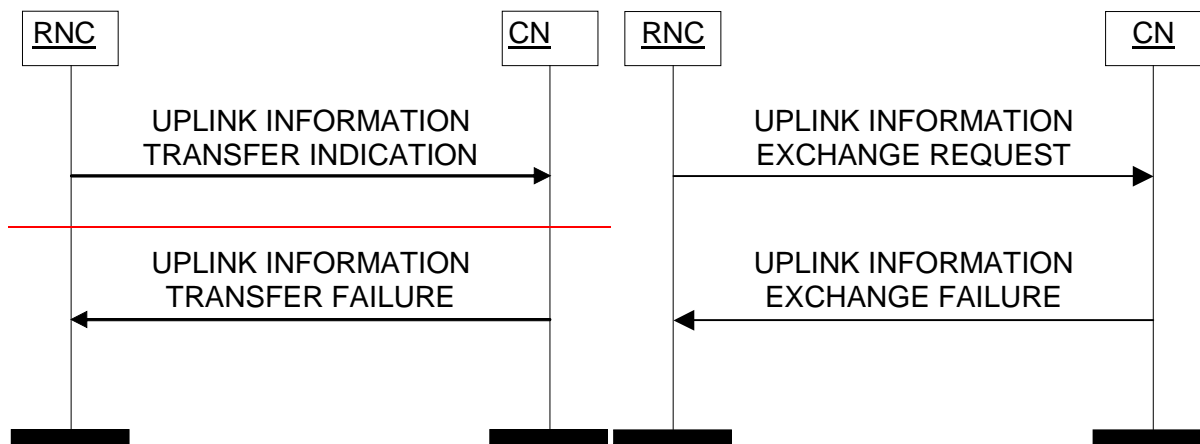 RNC
CN
UPLINK INFORMATION
TRANSFER INDICATION
UPLINK INFORMATION
TRANSFER FAILURE
RNC
CN
UPLINK INFORMATION
EXCHANGE REQUEST
UPLINK INFORMATION
EXCHANGE FAILURE